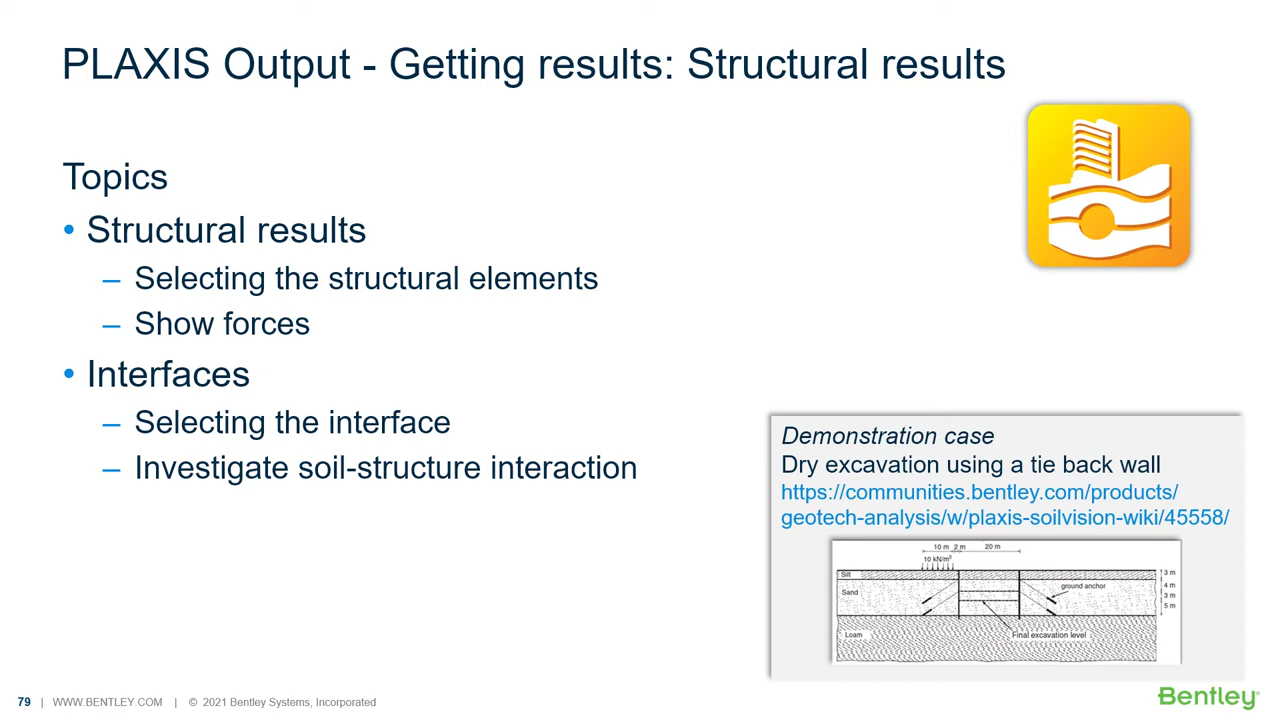 PLAXIS Output - Getting results: Structural results
Topics
• Structural results
– Selecting the structural elements
– Show forces
• Interfaces
– Selecting the interface
– Investigate soil-structure interaction
Demonstration case
Dry excavation using a tie back wall
https://communities.bentley.com/products/
geotech-analysis/w/plaxis-soilvision-wiki/45558/
10 m 2 m 20 m
10 kN/m²
Silt
3 m
Sand
ground anchor
4 m
3 m
5 m
Loam
Final excavation level
79 | WWW.BENTLEY.COM | © 2021 Bentley Systems, Incorporated
Bentley®